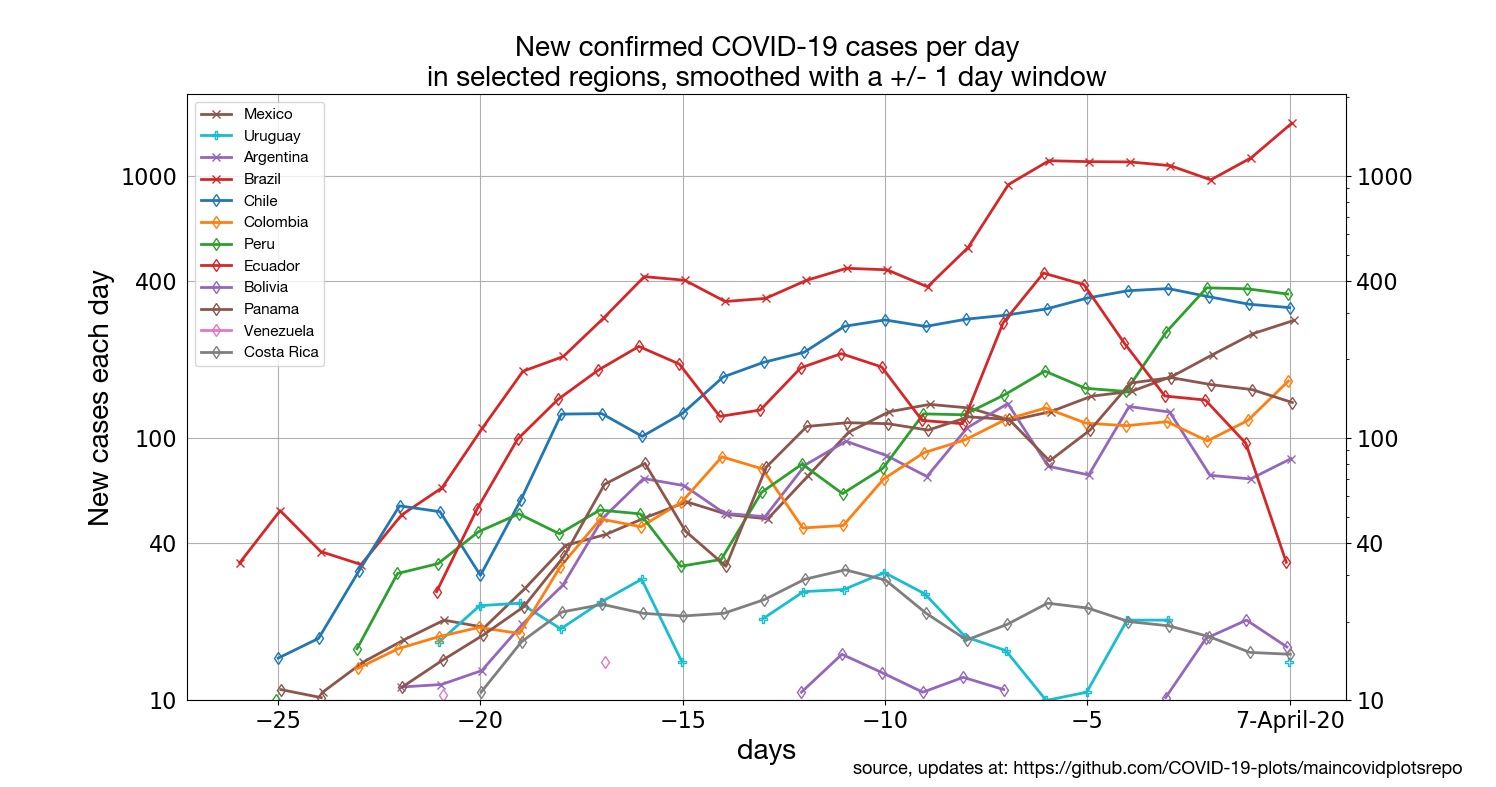 New confirmed COVID-19 cases per day
in selected regions, smoothed with a +/- 1 day window
Mexico
Uruguay
Argentina
Brazil
Chile
Colombia
Peru
Ecuador
Bolivia
Panama
Venezuela
Costa Rica
New cases each day
1000
400
100
40
10
1000
400
100
40
10
−25
−20
−15
−10
−5
7-April-20
days
source, updates at: https://github.com/COVID-19-plots/maincovidplotsrepo